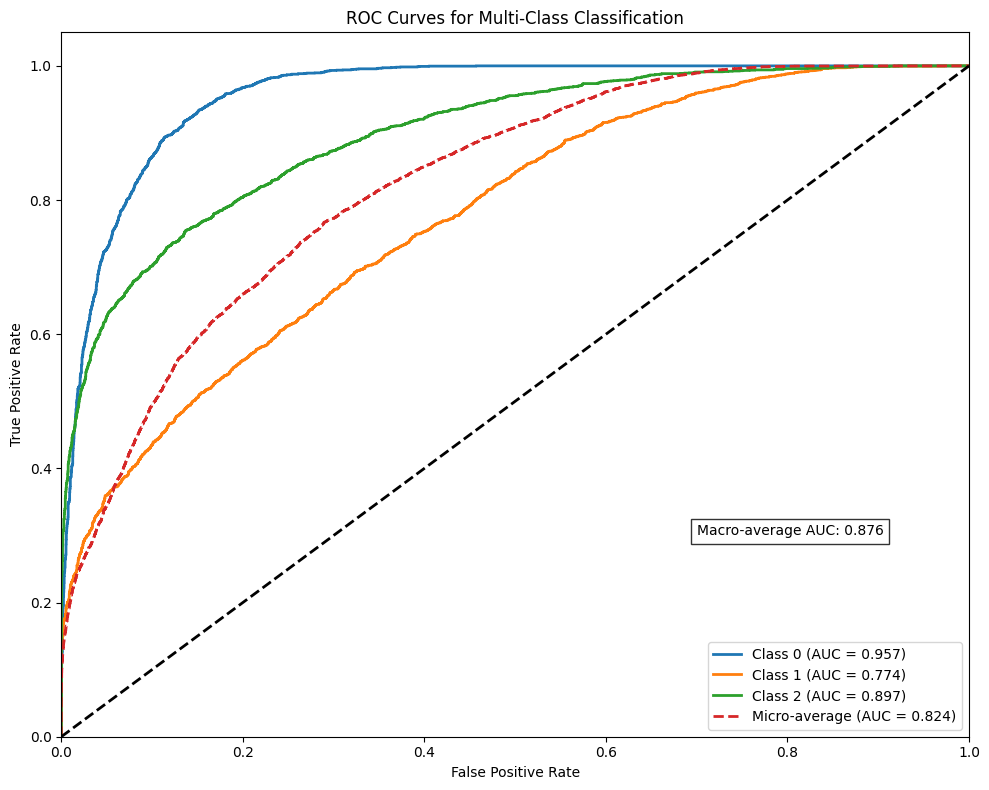 ROC Curves for Multi-Class Classification
1.0
0.8
0.6
0.4
0.2
0.0
True Positive Rate
Macro-average AUC: 0.876
Class 0 (AUC = 0.957)
Class 1 (AUC = 0.774)
Class 2 (AUC = 0.897)
Micro-average (AUC = 0.824)
0.0 0.2 0.4 0.6 0.8 1.0
False Positive Rate